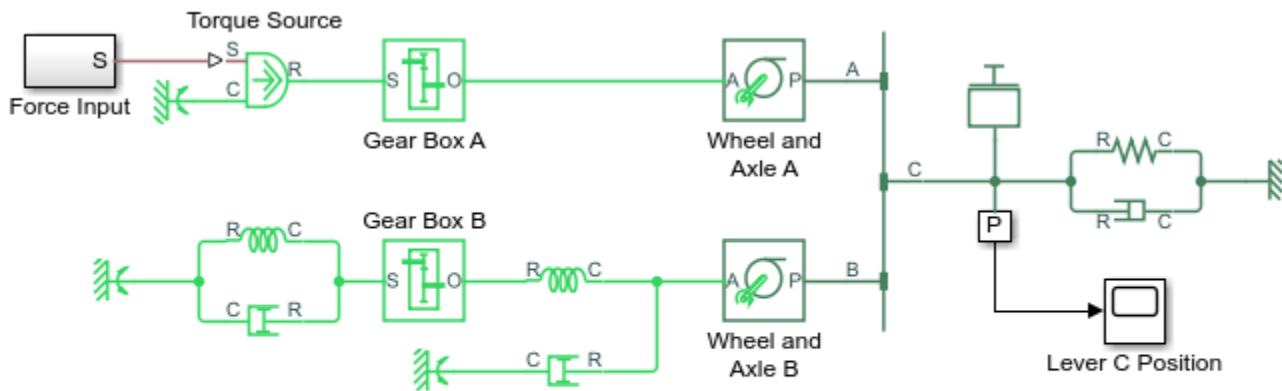 Torque Source
S
S
R
C
Force Input
S
O
Gear Box A
A
P
Wheel and
Axle A
A
C
R
C
R
C
P
Lever C Position
Gear Box B
R
C
C
R
S
O
R
C
C
R
A
P
Wheel and
Axle B
B